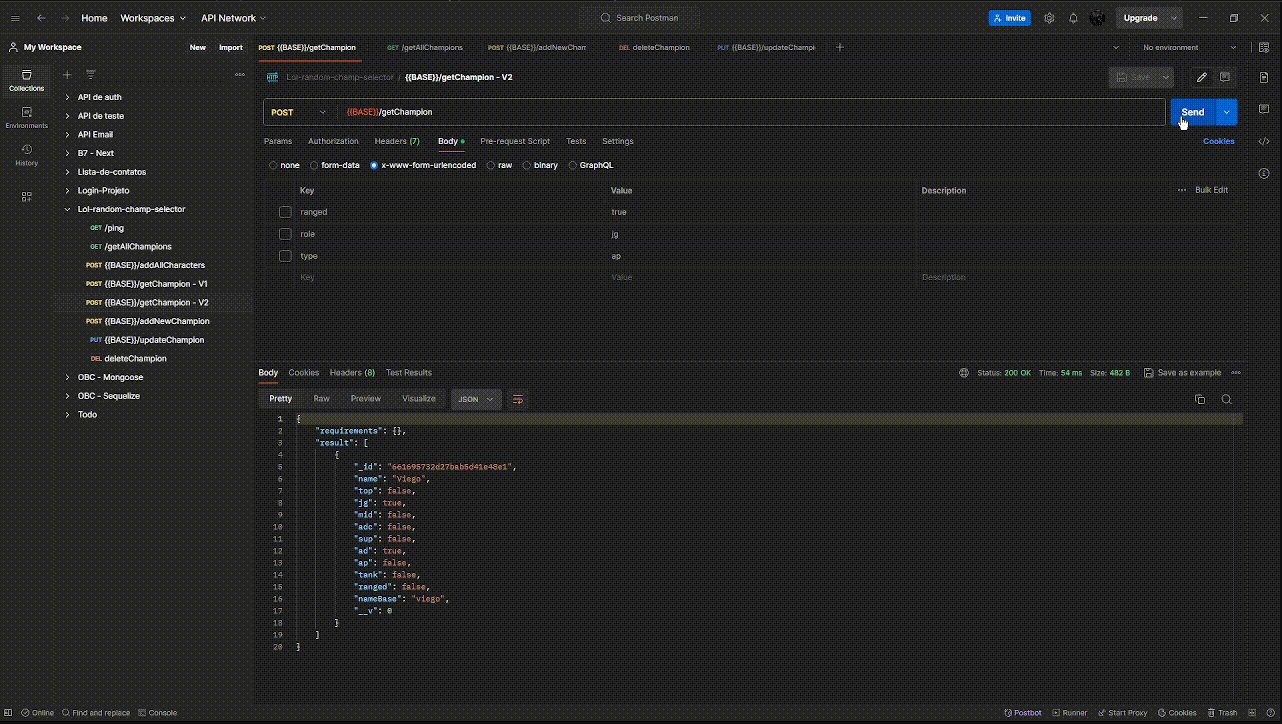 Home Workspaces API Network Search Postman Invite Upgrade
My Workspace New Import POST {{BASE}}/getChampion GET /getAllChampions POST {{BASE}}/addNewChan DEL deleteChampion PUT {{BASE}}/updateChampi No environment
Collections
Environments
History
API de auth
API de teste
API Email
B7 - Next
Lista-de-contatos
Login-Projeto
Lol-random-champ-selector
GET /ping
GET /getAllChampions
POST {{BASE}}/addAllCharacters
POST {{BASE}}/getChampion - V1
POST {{BASE}}/getChampion - V2
POST {{BASE}}/addNewChampion
PUT {{BASE}}/updateChampion
DEL deleteChampion
OBC - Mongoose
OBC - Sequelize
Todo
HTTP Lol-random-champ-selector / {{BASE}}/getChampion - V2 Save
POST {{BASE}}/getChampion Send
Params Authorization Headers (7) Body Pre-request Script Tests Settings Cookies
none form-data x-www-form-urlencoded raw binary GraphQL
Key Value Description Bulk Edit
ranged true
role jg
type ap
Key Value Description
Body Cookies Headers (8) Test Results Status: 200 OK Time: 54 ms Size: 482 B Save as example
Pretty Raw Preview Visualize JSON
1 {
2 "requirements": {},
3 "result": [
4 {
5 "_id": "661695732d27bab5d41e48e1",
6 "name": "Viego",
7 "top": false,
8 "jg": true,
9 "mid": false,
10 "adc": false,
11 "sup": false,
12 "ad": true,
13 "ap": false,
14 "tank": false,
15 "ranged": false,
16 "nameBase": "viego",
17 "__v": 0
18 }
19 ]
20 }
Online Find and replace Console Postbot Runner Start Proxy Cookies Trash